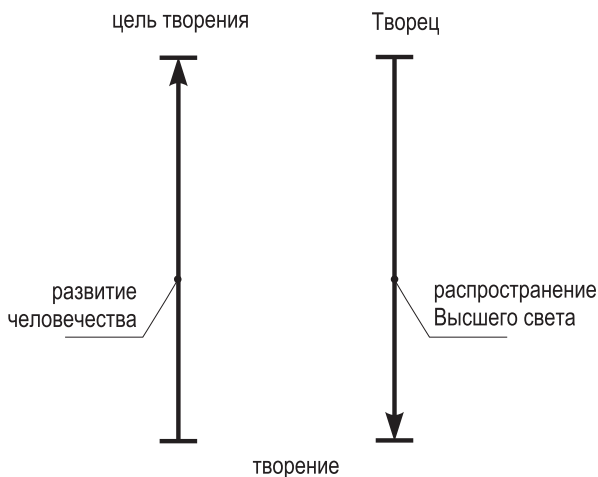 цель творения
Творец
развитие
человечества
распространение
Высшего света
творение